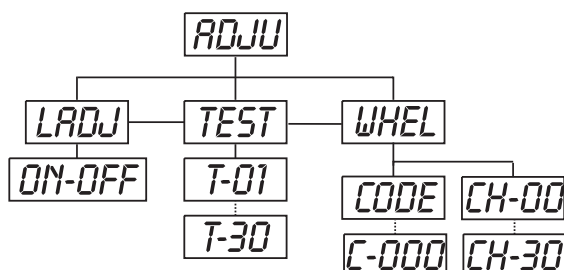 ADJU
LADJ TEST WHEL
ON-OFF T-01 CODE CH-00
T-30 C-000 CH-30